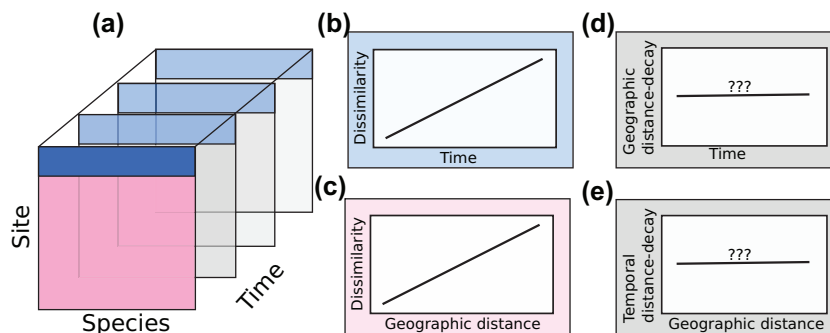 (a)
Site
Species
Time
(b)
Dissimilarity
Time
(c)
Dissimilarity
Geographic distance
(d)
Geographic
distance-decay
???
Time
(e)
Temporal
distance-decay
???
Geographic distance